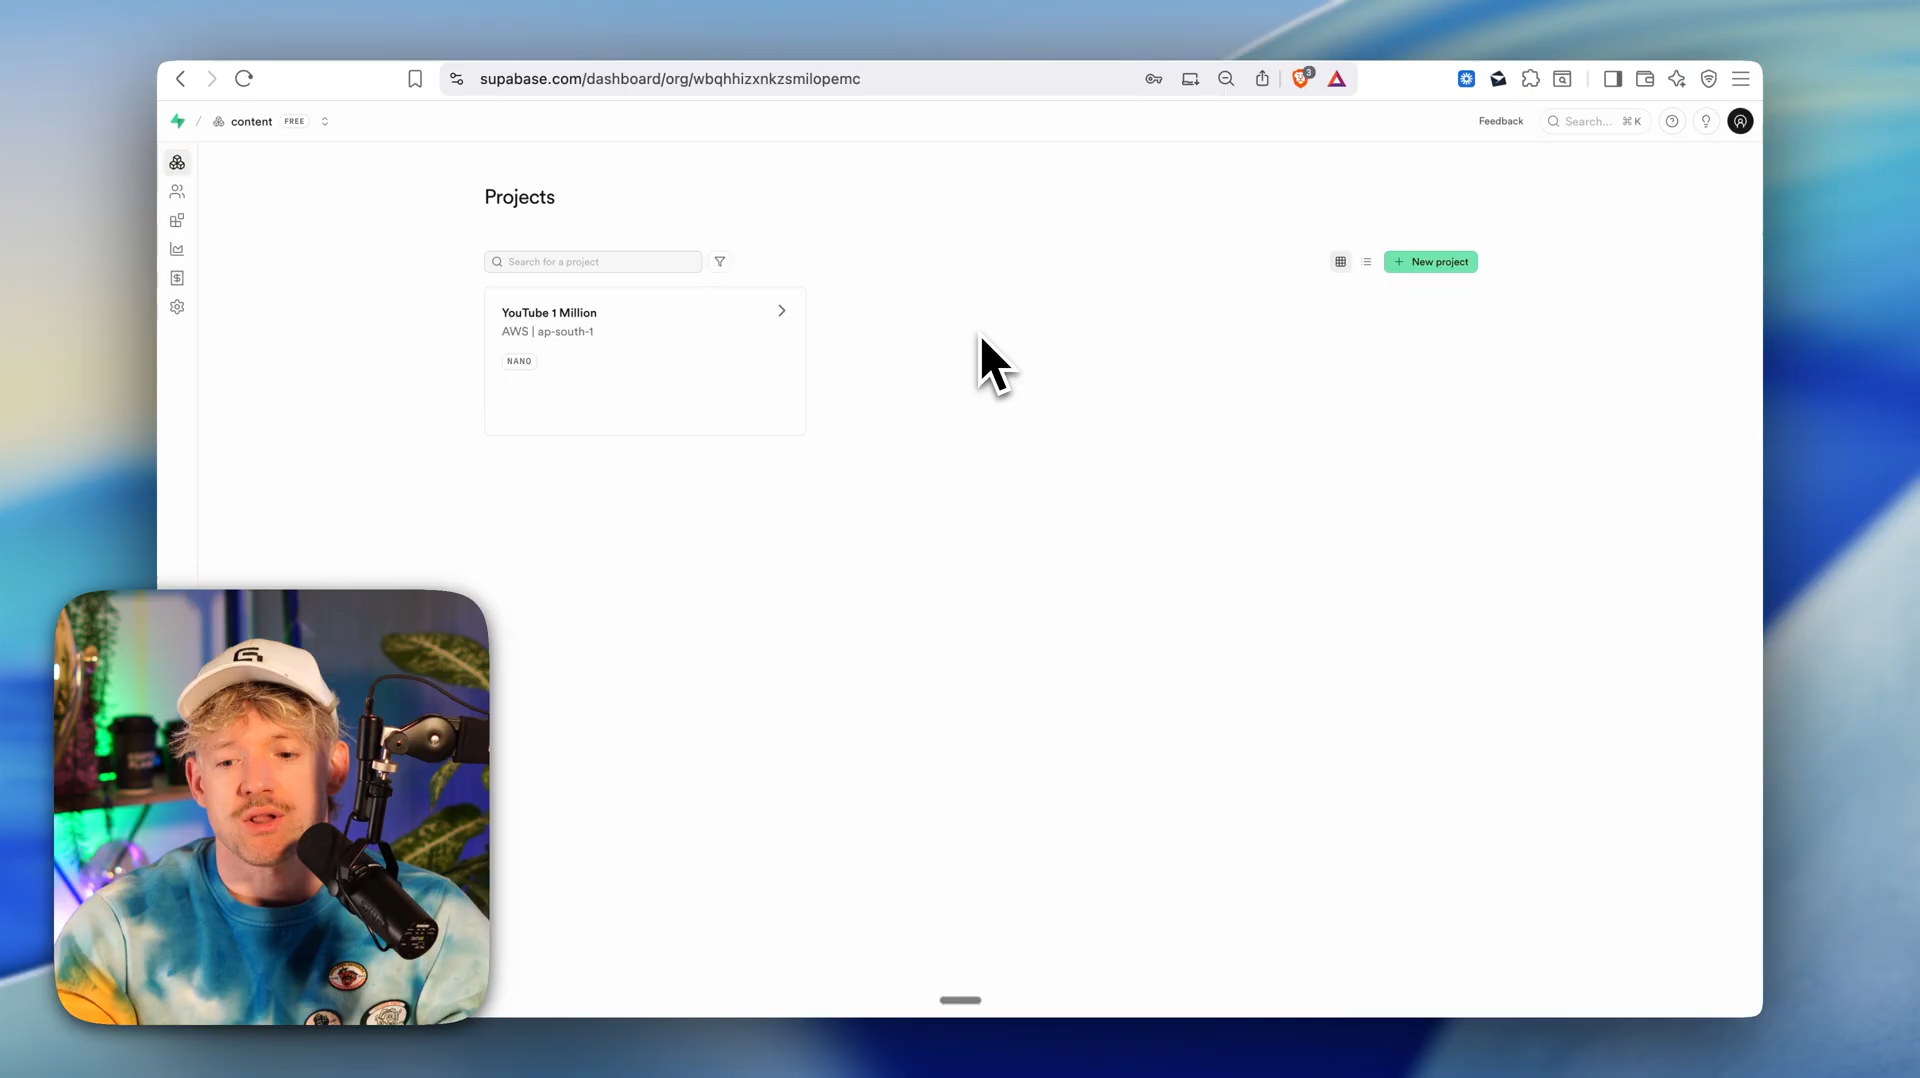 supabase.com/dashboard/org/wbqhhizxnkzsmilopemc
3
/ content FREE
Feedback
Search... ⌘ K
Projects
Search for a project
+ New project
YouTube 1 Million
AWS | ap-south-1
NANO